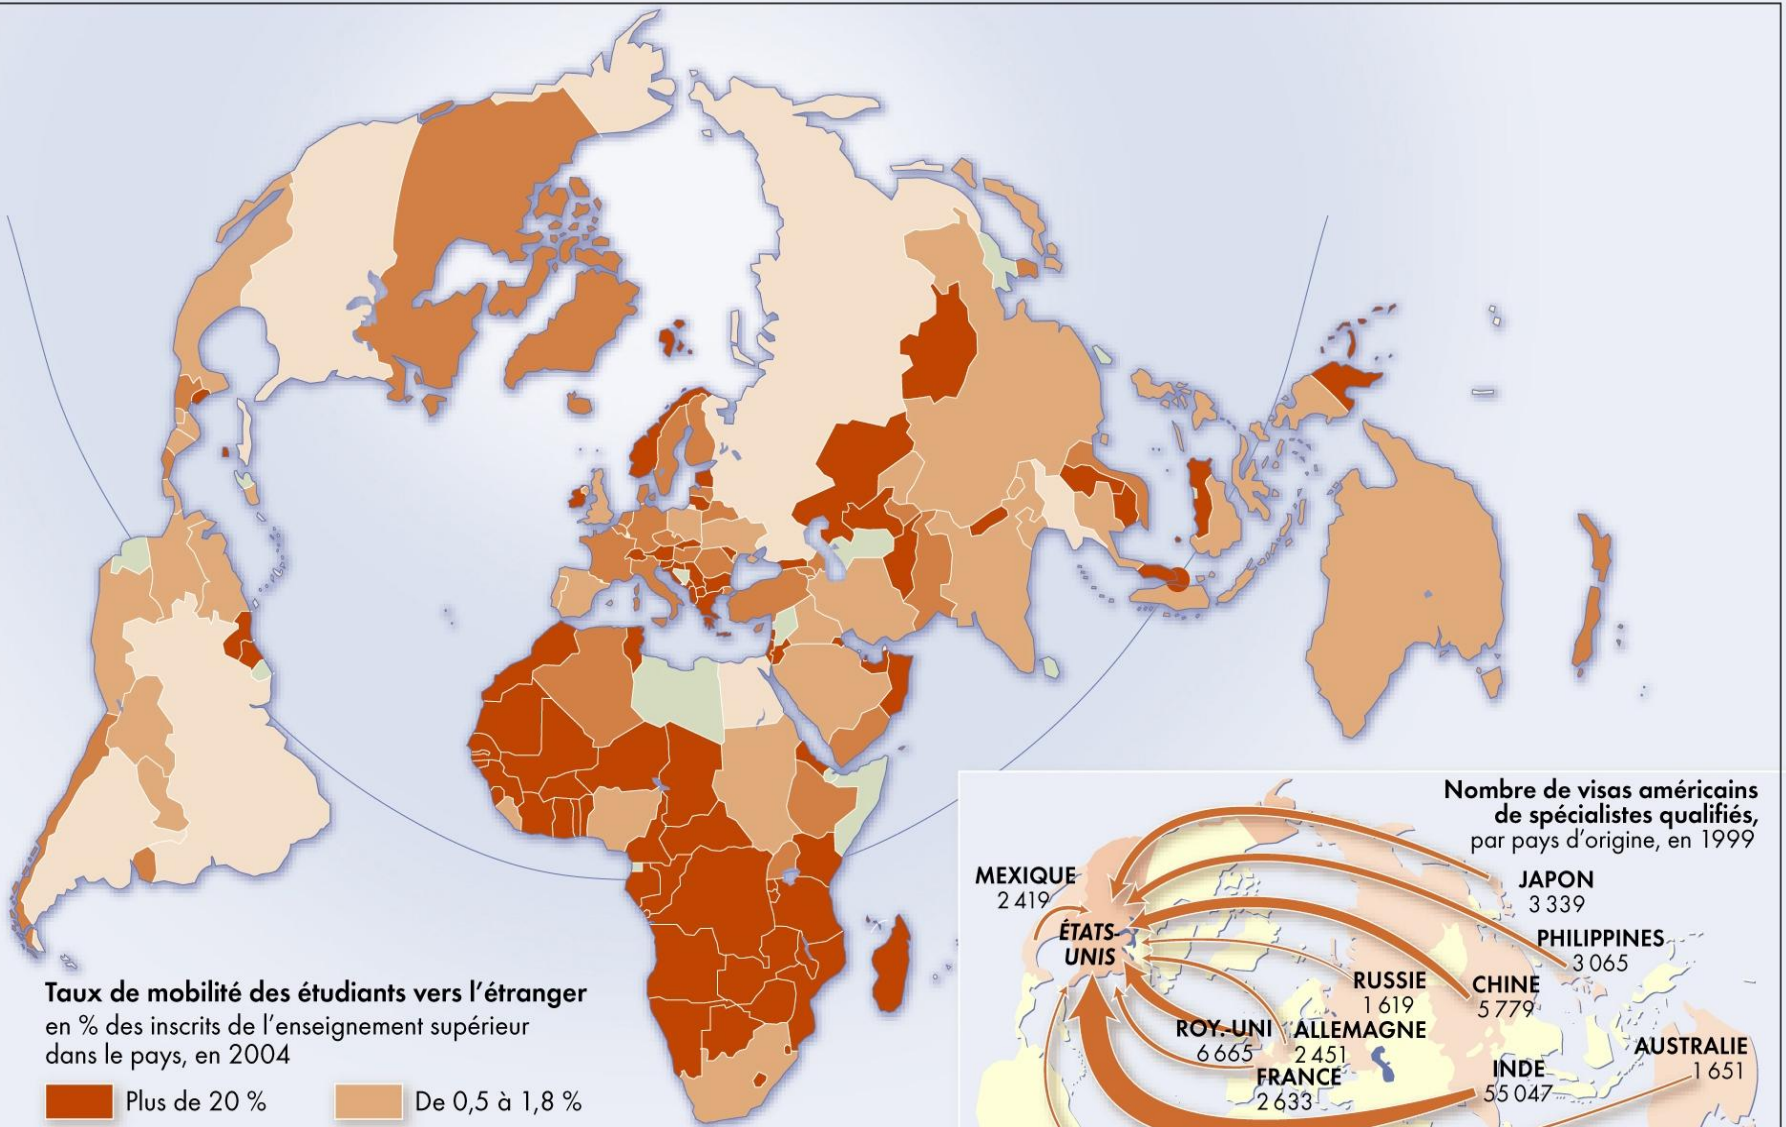 Taux de mobilité des étudiants vers l'étranger
en % des inscrits de l'enseignement supérieur
dans le pays, en 2004
Plus de 20 %
De 0,5 à 1,8 %
Nombre de visas américains
de spécialistes qualifiés,
par pays d'origine, en 1999
MEXIQUE
2 419
ÉTATS-
UNIS
JAPON
3 339
PHILIPPINES
3 065
RUSSIE
1 619
CHINE
5 779
ROY.-UNI
6 665
ALLEMAGNE
2 451
FRANCE
2 633
INDE
55 047
AUSTRALIE
1 651